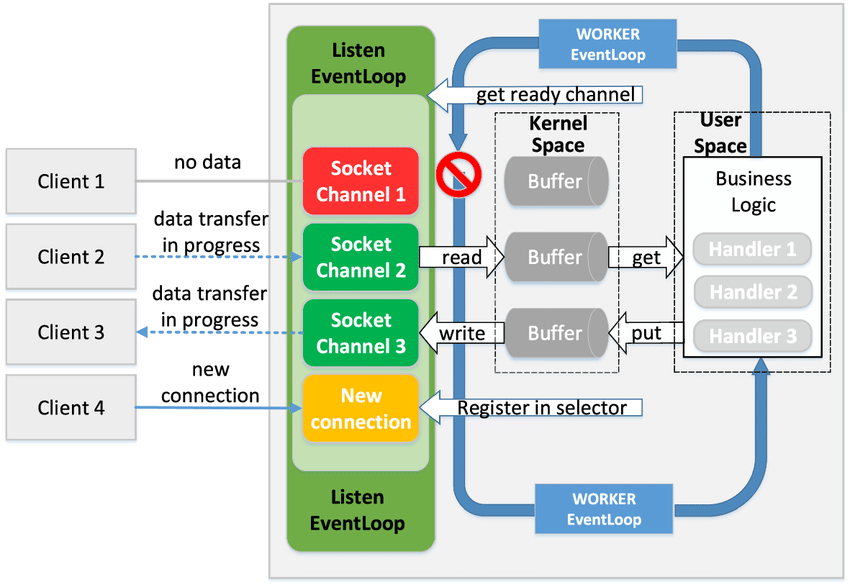 Listen
EventLoop
WORKER
EventLoop
get ready channel
Kernel
Space
User
Space
Client 1
no data
Socket
Channel 1
Buffer
Business
Logic
Client 2
data transfer
in progress
Socket
Channel 2
read
Buffer
get
Handler 1
Handler 2
Client 3
data transfer
in progress
Socket
Channel 3
write
Buffer
put
Handler 3
Client 4
new
connection
New
connection
Register in selector
Listen
EventLoop
WORKER
EventLoop